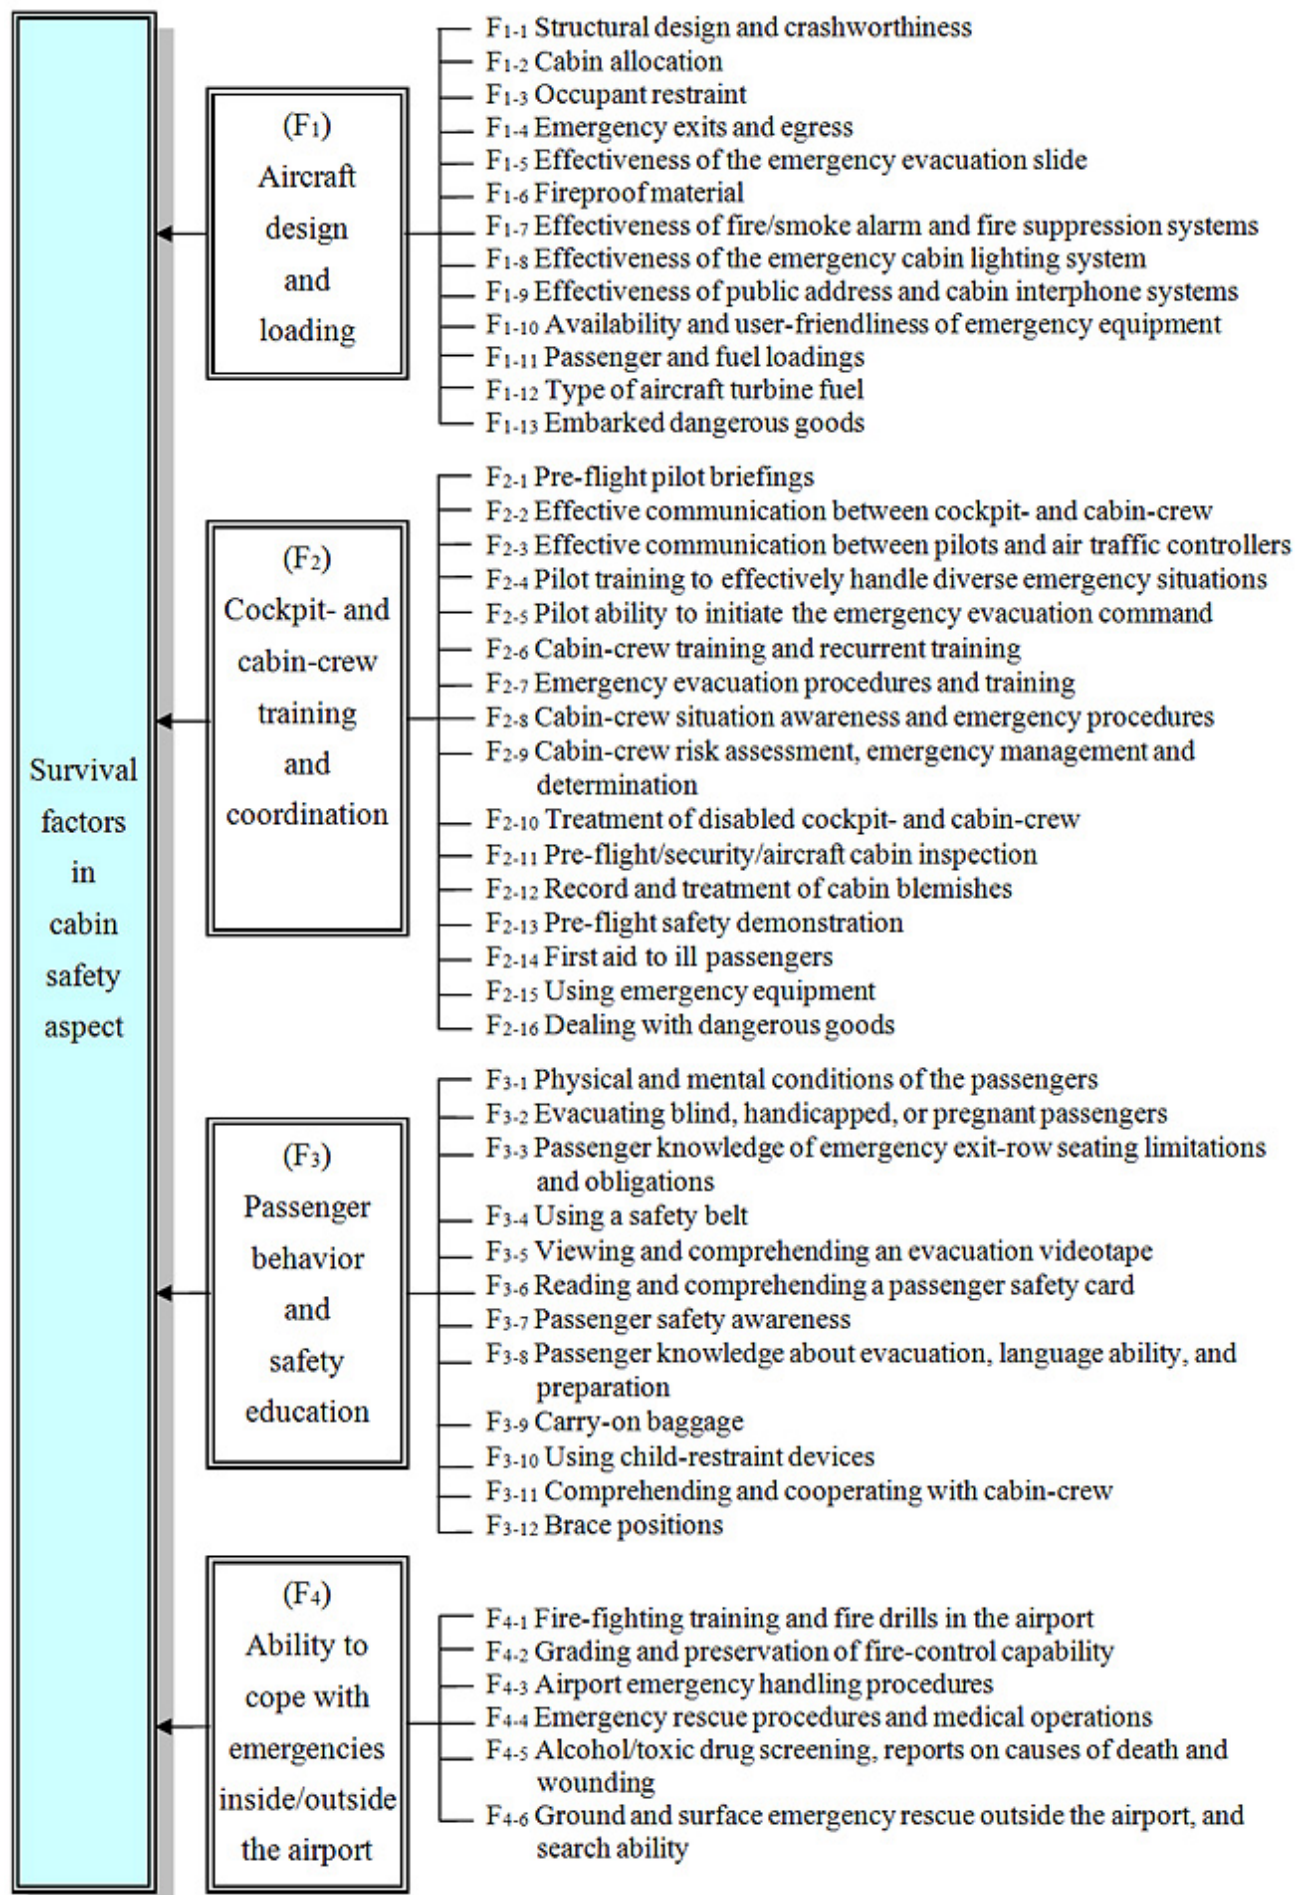 Survival
factors
in
cabin
safety
aspect
(F1)
Aircraft
design
and
loading
F1-1 Structural design and crashworthiness
F1-2 Cabin allocation
F1-3 Occupant restraint
F1-4 Emergency exits and egress
F1-5 Effectiveness of the emergency evacuation slide
F1-6 Fireproof material
F1-7 Effectiveness of fire/smoke alarm and fire suppression systems
F1-8 Effectiveness of the emergency cabin lighting system
F1-9 Effectiveness of public address and cabin interphone systems
F1-10 Availability and user-friendliness of emergency equipment
F1-11 Passenger and fuel loadings
F1-12 Type of aircraft turbine fuel
F1-13 Embarked dangerous goods
(F2)
Cockpit- and
cabin-crew
training
and
coordination
F2-1 Pre-flight pilot briefings
F2-2 Effective communication between cockpit- and cabin-crew
F2-3 Effective communication between pilots and air traffic controllers
F2-4 Pilot training to effectively handle diverse emergency situations
F2-5 Pilot ability to initiate the emergency evacuation command
F2-6 Cabin-crew training and recurrent training
F2-7 Emergency evacuation procedures and training
F2-8 Cabin-crew situation awareness and emergency procedures
F2-9 Cabin-crew risk assessment, emergency management and
determination
F2-10 Treatment of disabled cockpit- and cabin-crew
F2-11 Pre-flight/security/aircraft cabin inspection
F2-12 Record and treatment of cabin blemishes
F2-13 Pre-flight safety demonstration
F2-14 First aid to ill passengers
F2-15 Using emergency equipment
F2-16 Dealing with dangerous goods
(F3)
Passenger
behavior
and
safety
education
F3-1 Physical and mental conditions of the passengers
F3-2 Evacuating blind, handicapped, or pregnant passengers
F3-3 Passenger knowledge of emergency exit-row seating limitations
and obligations
F3-4 Using a safety belt
F3-5 Viewing and comprehending an evacuation videotape
F3-6 Reading and comprehending a passenger safety card
F3-7 Passenger safety awareness
F3-8 Passenger knowledge about evacuation, language ability, and
preparation
F3-9 Carry-on baggage
F3-10 Using child-restraint devices
F3-11 Comprehending and cooperating with cabin-crew
F3-12 Brace positions
(F4)
Ability to
cope with
emergencies
inside/outside
the airport
F4-1 Fire-fighting training and fire drills in the airport
F4-2 Grading and preservation of fire-control capability
F4-3 Airport emergency handling procedures
F4-4 Emergency rescue procedures and medical operations
F4-5 Alcohol/toxic drug screening, reports on causes of death and
wounding
F4-6 Ground and surface emergency rescue outside the airport, and
search ability